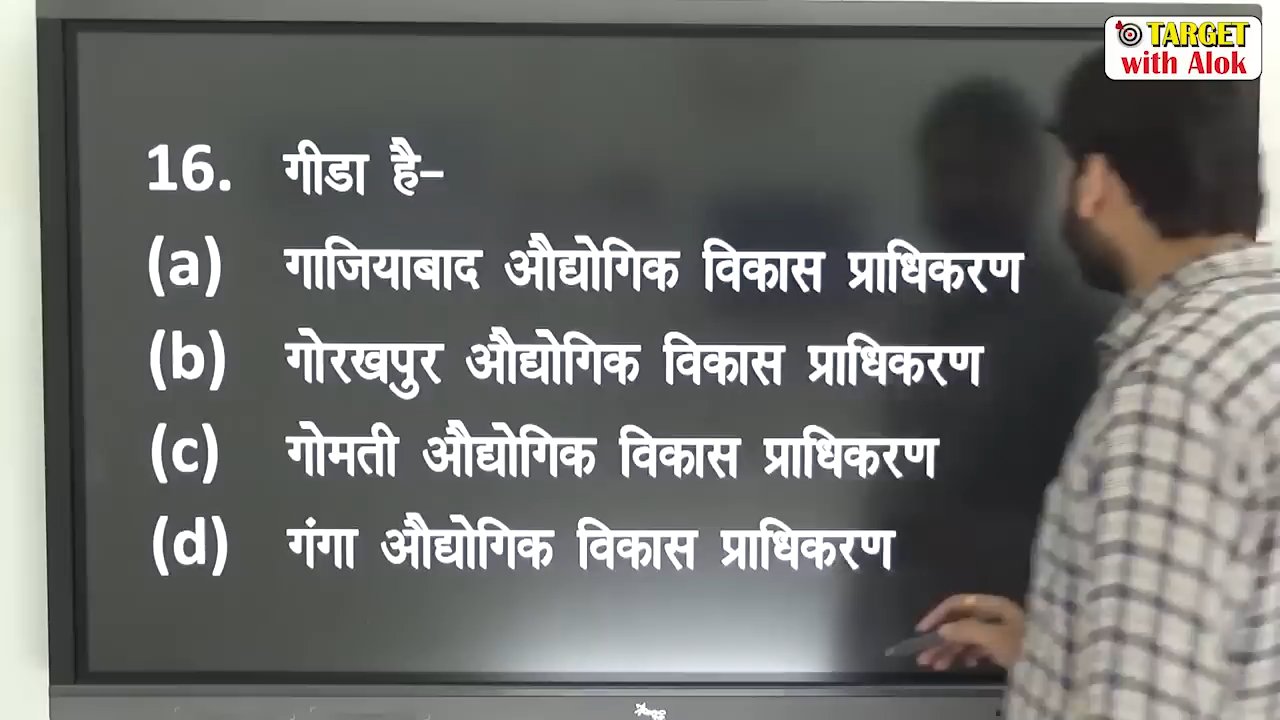 TARGET
with Alok
16. गीडा है–
(a) गाजियाबाद औद्योगिक विकास प्राधिकरण
(b) गोरखपुर औद्योगिक विकास प्राधिकरण
(c) गोमती औद्योगिक विकास प्राधिकरण
(d) गंगा औद्योगिक विकास प्राधिकरण